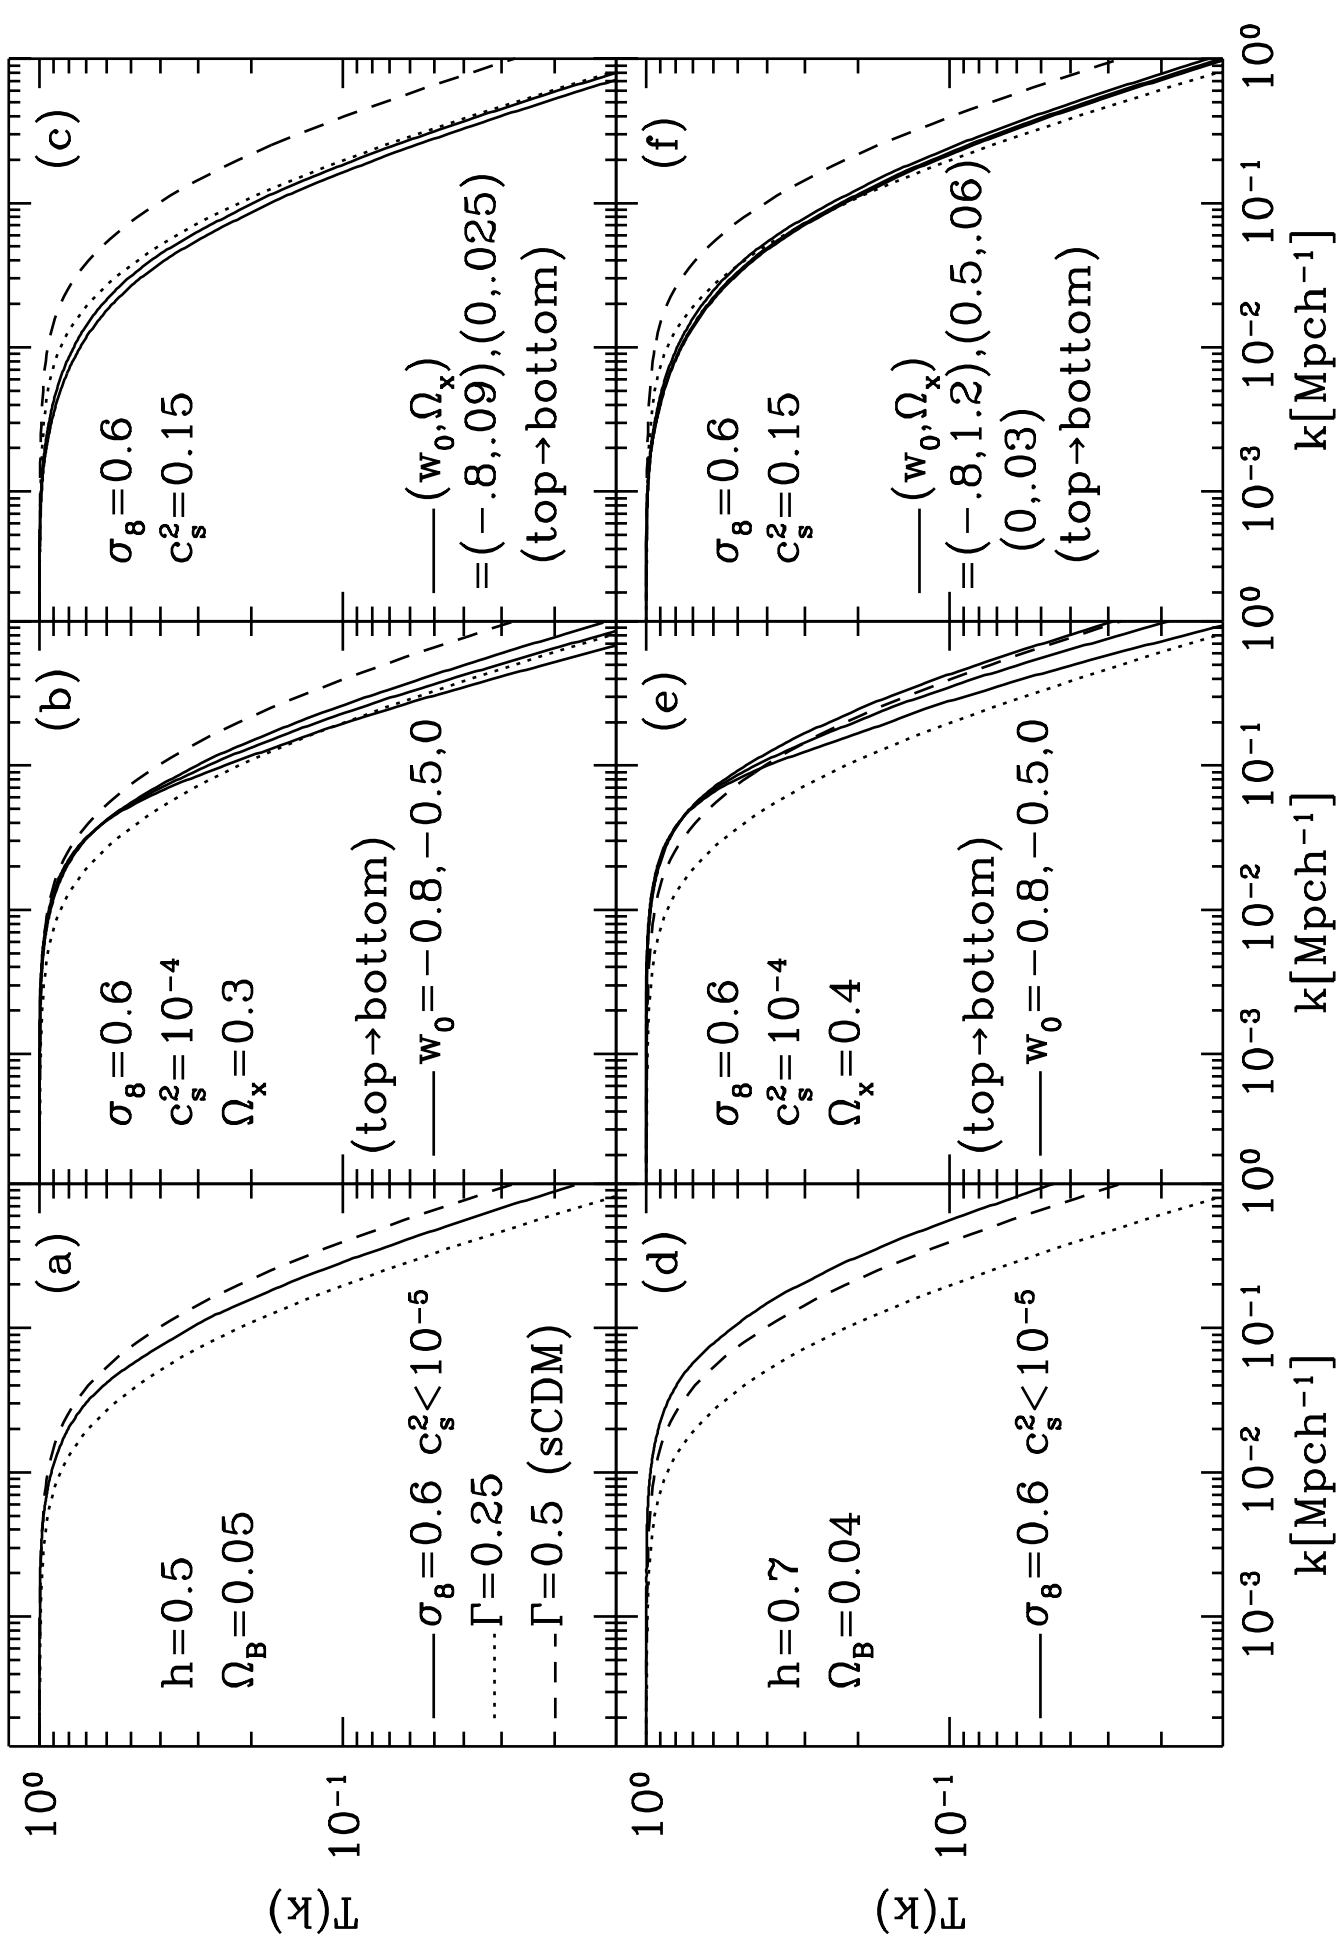 (a)
h=0.5
Ω_B=0.05
σ_8=0.6 c_s^2<10^-5
Γ=0.25
Γ=0.5 (sCDM)
(b)
σ_8=0.6
c_s^2=10^-4
Ω_x=0.3
(top→bottom)
w_0=-0.8,-0.5,0
(c)
σ_8=0.6
c_s^2=0.15
(w_0,Ω_x)
=(-.8,.09),(0,.025)
(top→bottom)
10^0
10^-1
T(k)
(d)
h=0.7
Ω_B=0.04
σ_8=0.6 c_s^2<10^-5
(e)
σ_8=0.6
c_s^2=10^-4
Ω_x=0.4
(top→bottom)
w_0=-0.8,-0.5,0
(f)
σ_8=0.6
c_s^2=0.15
(w_0,Ω_x)
=(-.8,1.2),(0.5,.06)
(0,.03)
(top→bottom)
10^0
10^-1
T(k)
10^-3 10^-2 10^-1 10^0 10^-3 10^-2 10^-1 10^0 10^-3 10^-2 10^-1 10^0
k[Mpch^-1] k[Mpch^-1] k[Mpch^-1]